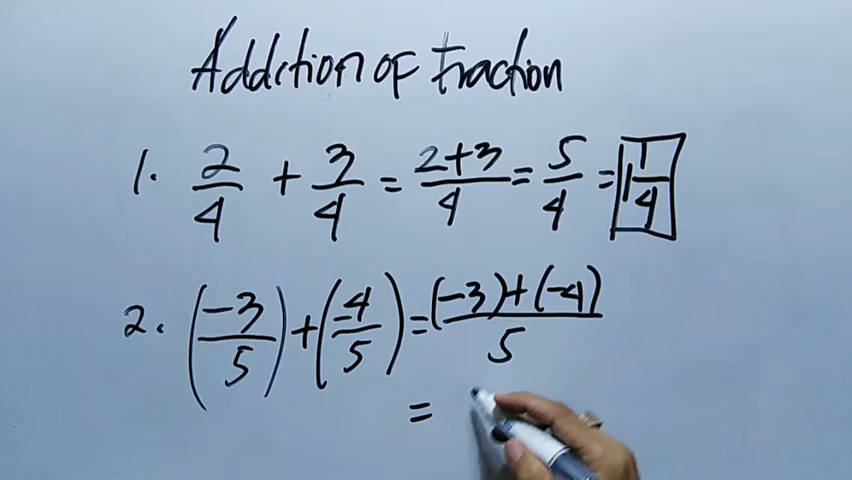 Addition of Fraction
1. 2/4 + 3/4 = 2+3/4 = 5/4 = 1 1/4
2. (-3/5) + (-4/5) = (-3)+(-4)/5
=